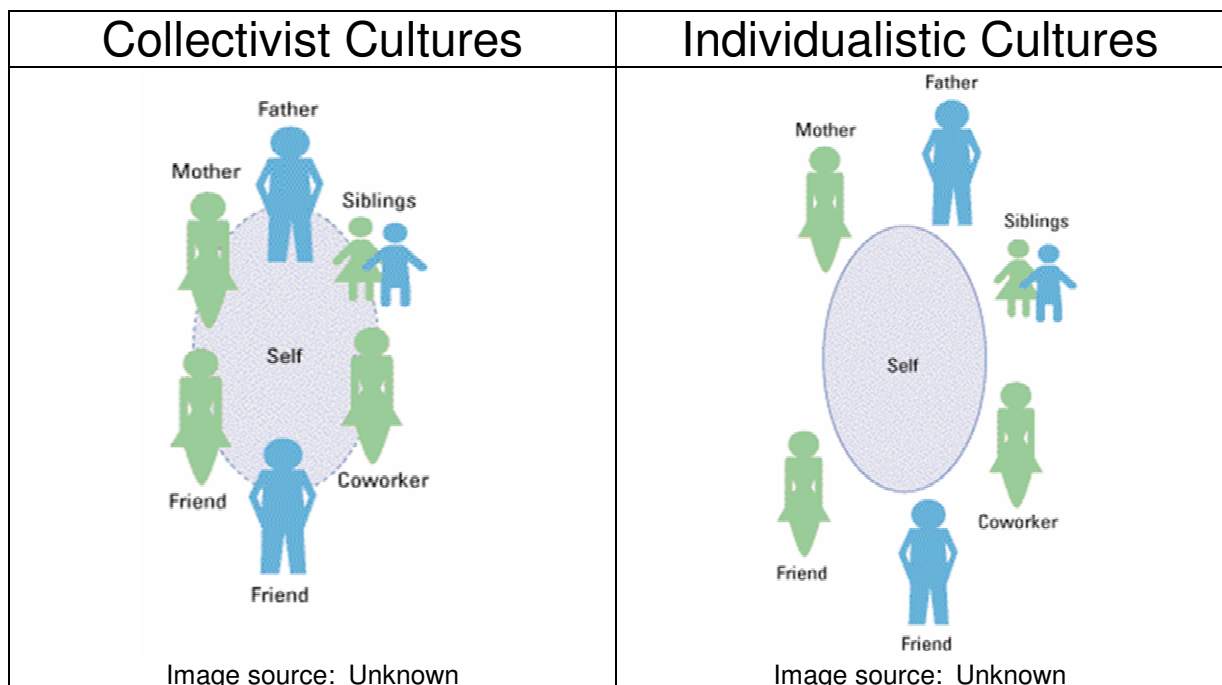 Collectivist Cultures
Father
Mother
Siblings
Self
Friend
Coworker
Friend
Image source: Unknown
Individualistic Cultures
Father
Mother
Siblings
Self
Coworker
Friend
Friend
Image source: Unknown